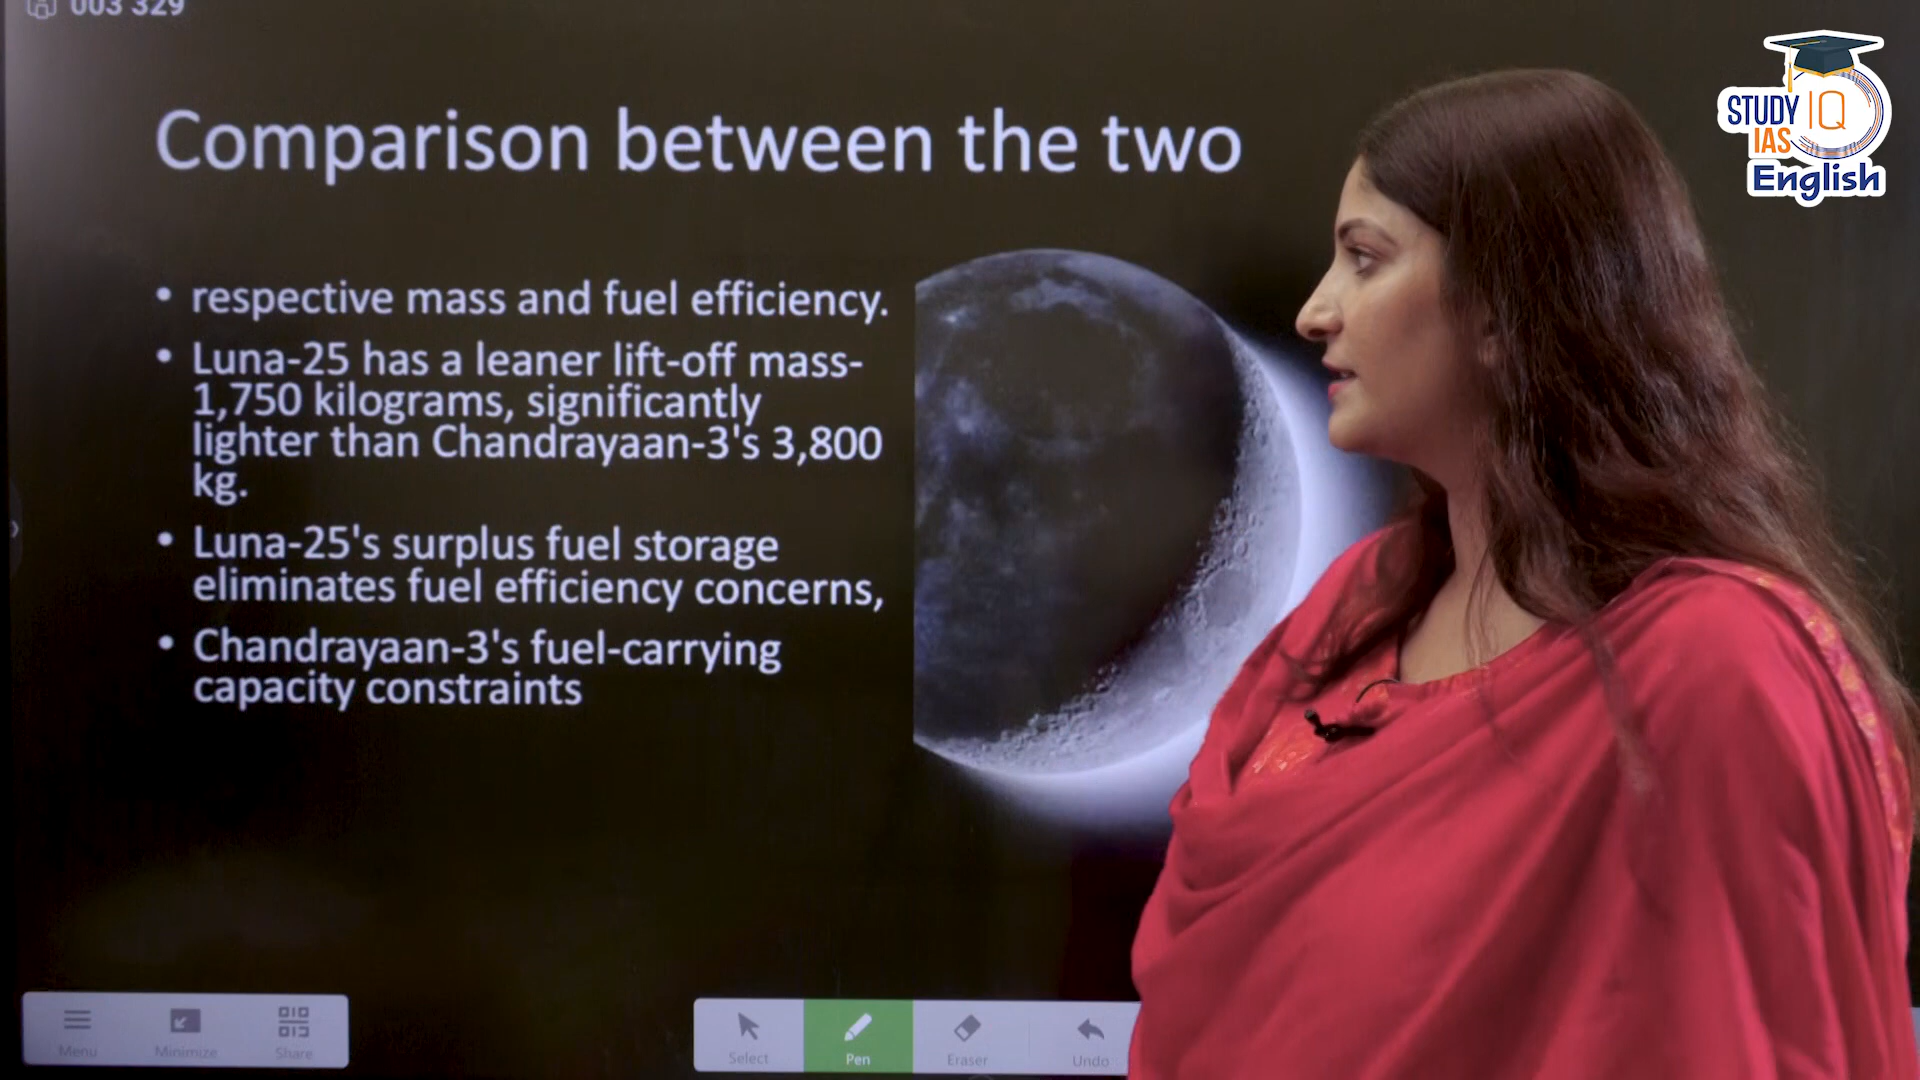 003 329
STUDY IQ
IAS
English
Comparison between the two
• respective mass and fuel efficiency.
• Luna-25 has a leaner lift-off mass-
1,750 kilograms, significantly
lighter than Chandrayaan-3's 3,800
kg.
• Luna-25's surplus fuel storage
eliminates fuel efficiency concerns,
• Chandrayaan-3's fuel-carrying
capacity constraints
Menu
Minimize
Share
Select
Pen
Eraser
Undo